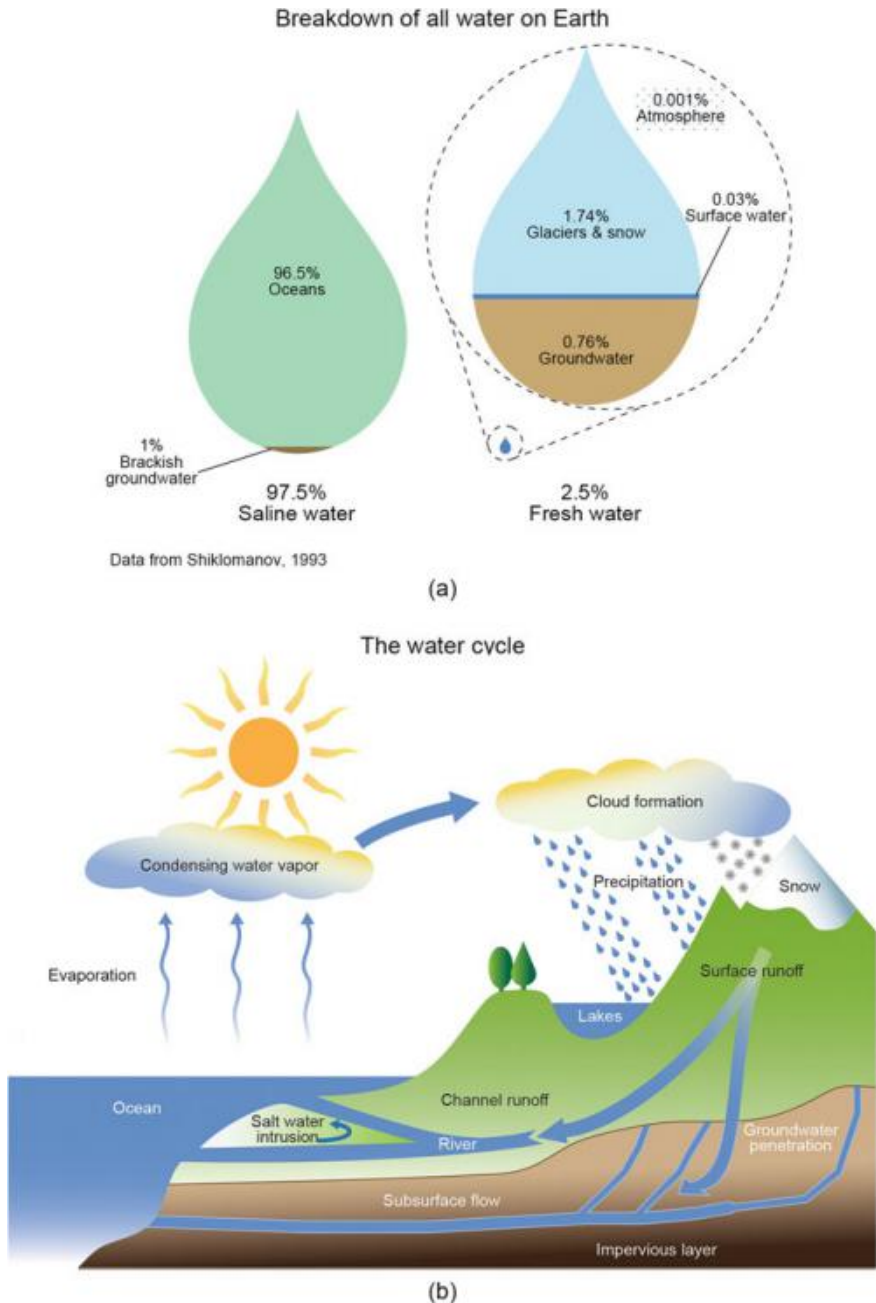 Breakdown of all water on Earth
0.001%
Atmosphere
0.03%
Surface water
1.74%
Glaciers & snow
96.5%
Oceans
0.76%
Groundwater
1%
Brackish
groundwater
97.5%
Saline water
2.5%
Fresh water
Data from Shiklomanov, 1993
(a)
The water cycle
Cloud formation
Condensing water vapor
Precipitation
Snow
Evaporation
Surface runoff
Lakes
Ocean
Channel runoff
Salt water
intrusion
River
Groundwater
penetration
Subsurface flow
Impervious layer
(b)